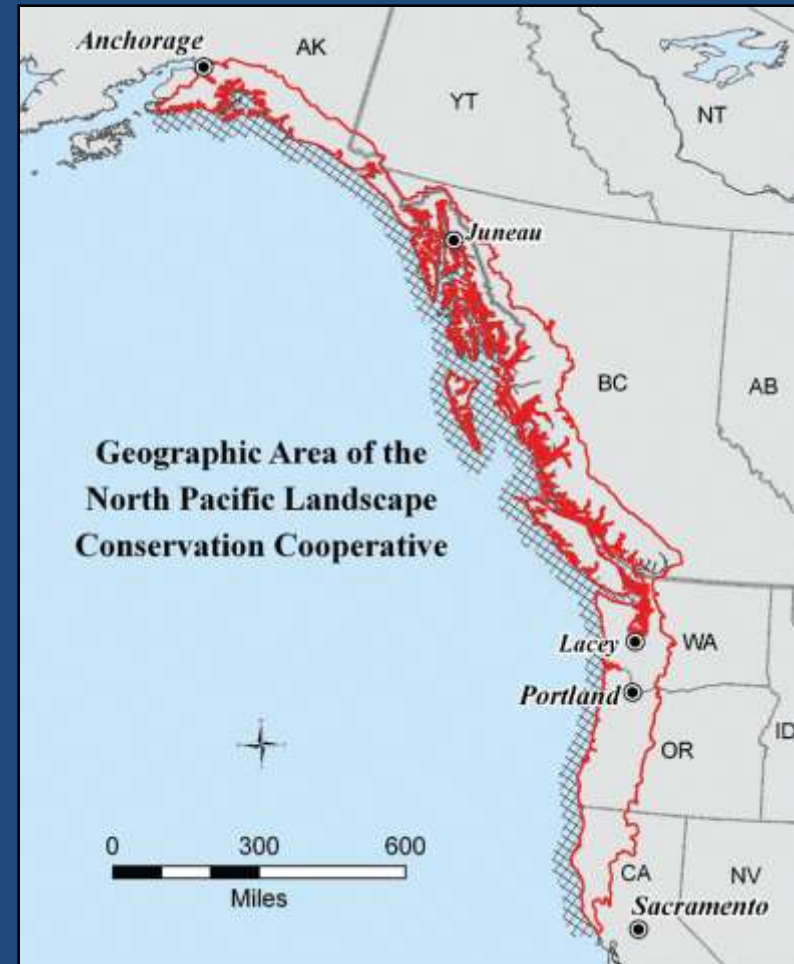 Anchorage
AK
YT
NT
Juneau
BC
AB
Geographic Area of the
North Pacific Landscape
Conservation Cooperative
Lacey
WA
Portland
ID
OR
0 300 600
Miles
CA
NV
Sacramento